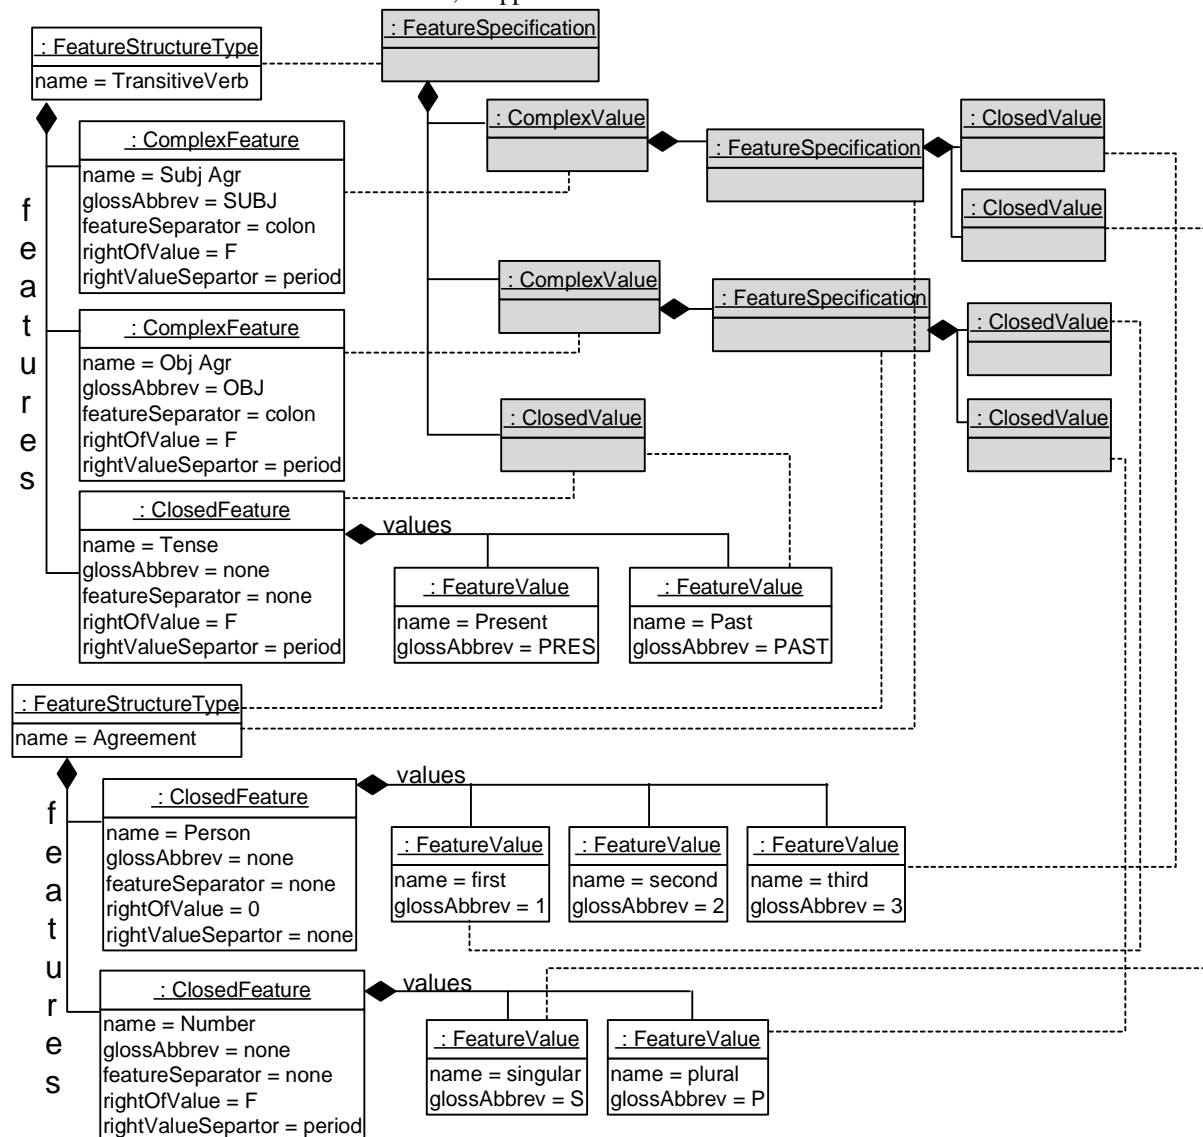 : FeatureStructureType
name = TransitiveVerb
: FeatureSpecification
features
: ComplexFeature
name = Subj Agr
glossAbbrev = SUBJ
featureSeparator = colon
rightOfValue = F
rightValueSepartor = period
: ComplexValue
: FeatureSpecification
: ClosedValue
: ClosedValue
: ComplexFeature
name = Obj Agr
glossAbbrev = OBJ
featureSeparator = colon
rightOfValue = F
rightValueSepartor = period
: ComplexValue
: FeatureSpecification
: ClosedValue
: ClosedValue
: ClosedValue
: ClosedFeature
name = Tense
glossAbbrev = none
featureSeparator = none
rightOfValue = F
rightValueSepartor = period
values
: FeatureValue
name = Present
glossAbbrev = PRES
: FeatureValue
name = Past
glossAbbrev = PAST
: FeatureStructureType
name = Agreement
features
: ClosedFeature
name = Person
glossAbbrev = none
featureSeparator = none
rightOfValue = 0
rightValueSepartor = none
values
: FeatureValue
name = first
glossAbbrev = 1
: FeatureValue
name = second
glossAbbrev = 2
: FeatureValue
name = third
glossAbbrev = 3
: ClosedFeature
name = Number
glossAbbrev = none
featureSeparator = none
rightOfValue = F
rightValueSepartor = period
values
: FeatureValue
name = singular
glossAbbrev = S
: FeatureValue
name = plural
glossAbbrev = P